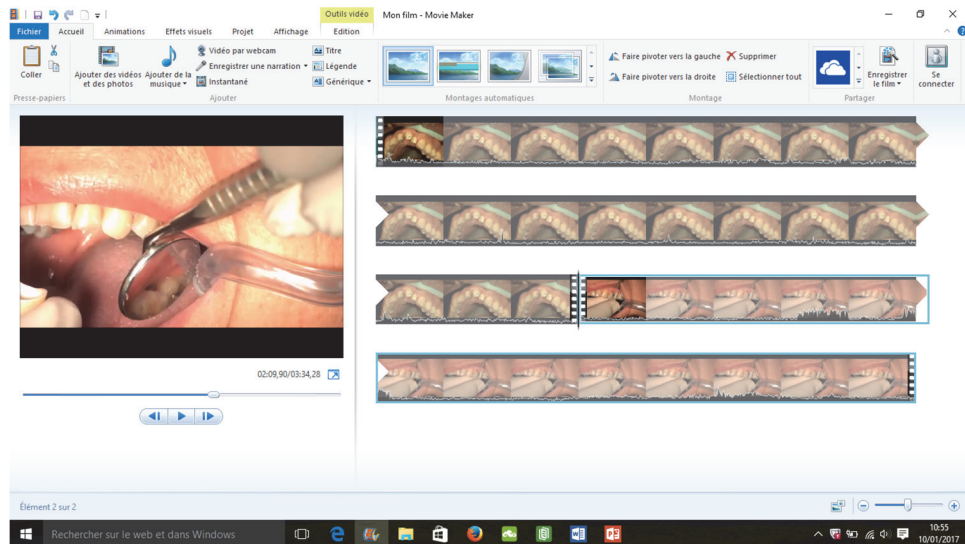 Outils vidéo
Mon film - Movie Maker
Fichier Accueil Animations Effets visuels Projet Affichage Edition
Coller
Presse-papiers
Ajouter des vidéos et des photos
Ajouter de la musique
Vidéo par webcam
Enregistrer une narration
Instantané
Titre
Légende
Générique
Ajouter
Montages automatiques
Faire pivoter vers la gauche
Faire pivoter vers la droite
Supprimer
Sélectionner tout
Montage
Enregistrer le film
Partager
Se connecter
02:09,90/03:34,28
Élément 2 sur 2
Rechercher sur le web et dans Windows
10:55
10/01/2017